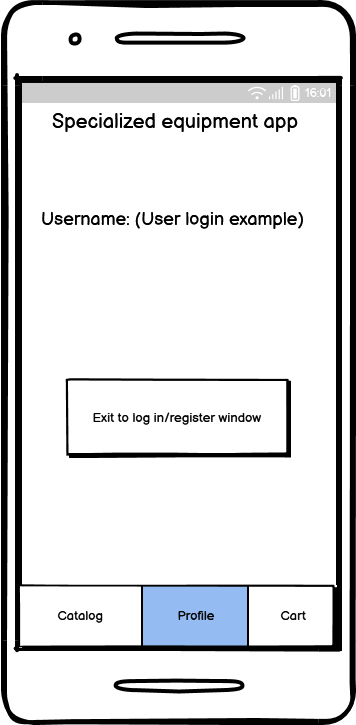 16:01
Specialized equipment app
Username: (User login example)
Exit to log in/register window
Catalog
Profile
Cart